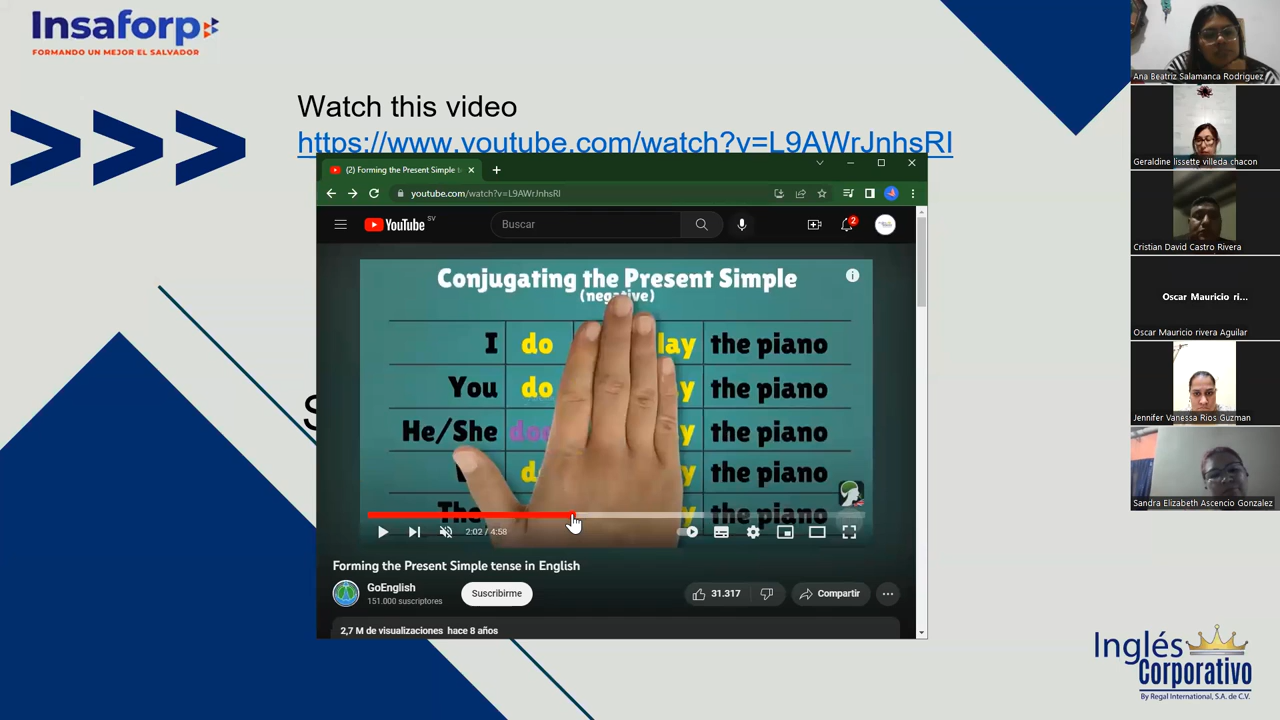 Insaforp
FORMANDO UN MEJOR EL SALVADOR
>>>
Watch this video
https://www.youtube.com/watch?v=L9AWrJnhsRI
S
(2) Forming the Present Simple t
youtube.com/watch?v=L9AWrJnhsRI
YouTube SV
Buscar
2
Conjugating the Present Simple
(negative)
I do lay the piano
You do y the piano
He/She does y the piano
do y the piano
The y the piano
2:02 / 4:58
Forming the Present Simple tense in English
GoEnglish
151.000 suscriptores
Suscribirme
31.317
Compartir
2,7 M de visualizaciones hace 8 años
Ana Beatriz Salamanca Rodriguez
Geraldine lissette villeda chacon
Cristian David Castro Rivera
Oscar Mauricio ri...
Oscar Mauricio rivera Aguilar
Jennifer Vanessa Rios Guzman
Sandra Elizabeth Ascencio Gonzalez
Inglés
Corporativo
By Regal International, S.A. de C.V.